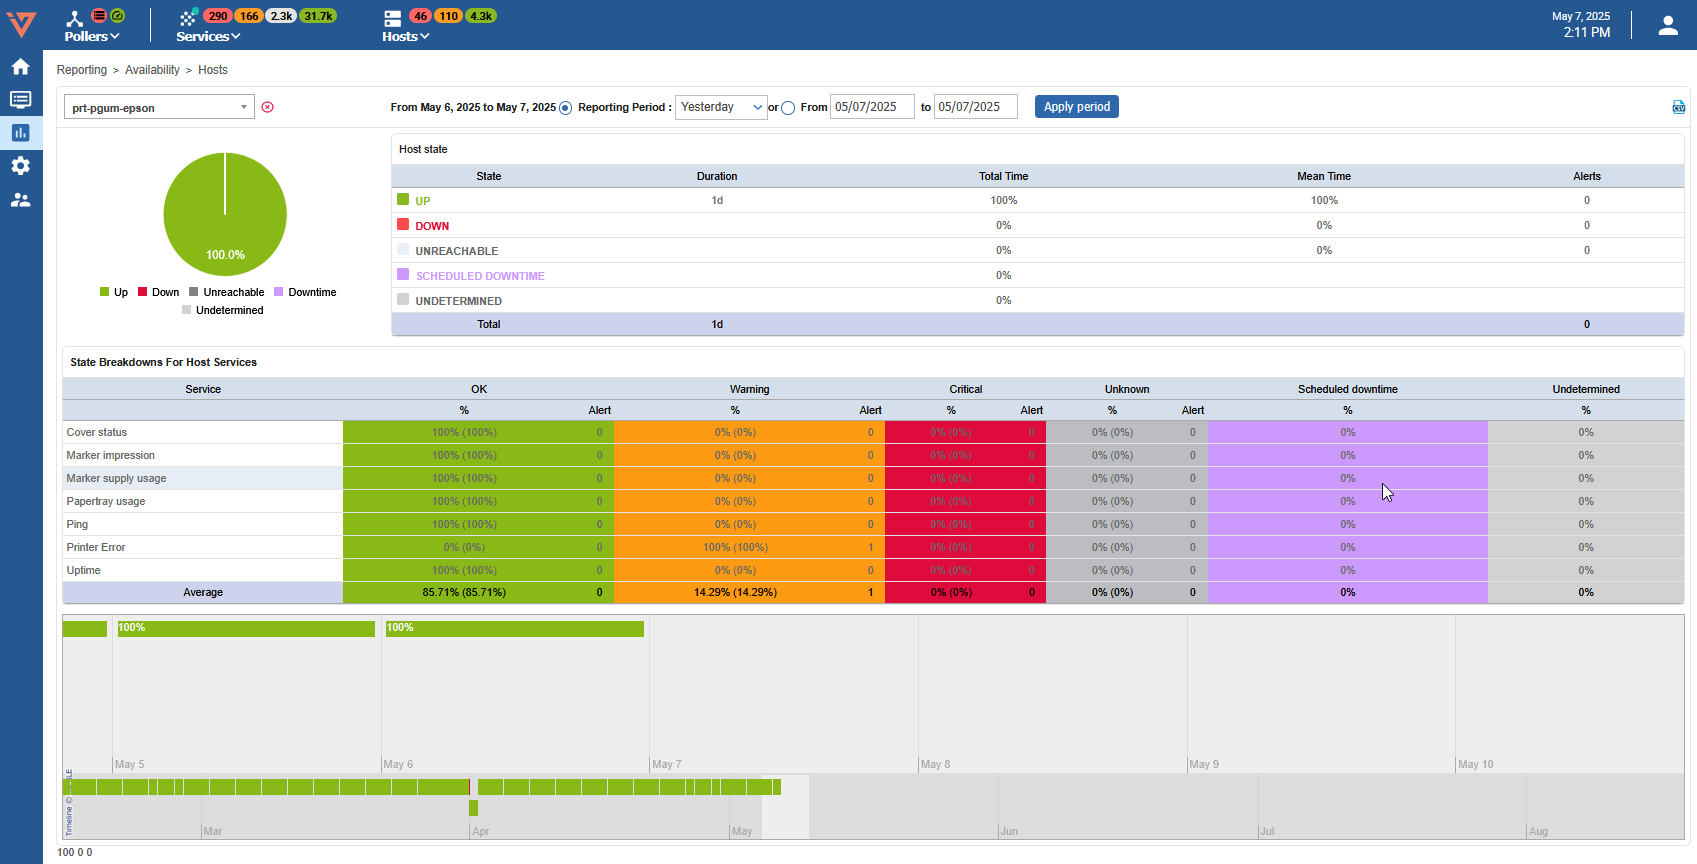 290 166 2.3k 31.7k
46 110 4.3k
Pollers
Services
Hosts
May 7, 2025
2:11 PM
Reporting > Availability > Hosts
prt-pgum-epson
From May 6, 2025 to May 7, 2025 Reporting Period : Yesterday or From 05/07/2025 to 05/07/2025 Apply period
CSV
100.0%
Up Down Unreachable Downtime
Undetermined
Host state
State Duration Total Time Mean Time Alerts
UP 1d 100% 100% 0
DOWN 0% 0% 0
UNREACHABLE 0% 0% 0
SCHEDULED DOWNTIME 0%
UNDETERMINED 0%
Total 1d 0
State Breakdowns For Host Services
Service OK Warning Critical Unknown Scheduled downtime Undetermined
% Alert % Alert % Alert % Alert % %
Cover status 100% (100%) 0 0% (0%) 0 0% (0%) 0 0% (0%) 0 0% 0%
Marker impression 100% (100%) 0 0% (0%) 0 0% (0%) 0 0% (0%) 0 0% 0%
Marker supply usage 100% (100%) 0 0% (0%) 0 0% (0%) 0 0% (0%) 0 0% 0%
Papertray usage 100% (100%) 0 0% (0%) 0 0% (0%) 0 0% (0%) 0 0% 0%
Ping 100% (100%) 0 0% (0%) 0 0% (0%) 0 0% (0%) 0 0% 0%
Printer Error 0% (0%) 0 100% (100%) 1 0% (0%) 0 0% (0%) 0 0% 0%
Uptime 100% (100%) 0 0% (0%) 0 0% (0%) 0 0% (0%) 0 0% 0%
Average 85.71% (85.71%) 0 14.29% (14.29%) 1 0% (0%) 0 0% (0%) 0 0% 0%
100% 100%
May 5 May 6 May 7 May 8 May 9 May 10
Timeline ©
Mar Apr May Jun Jul Aug
100 0 0